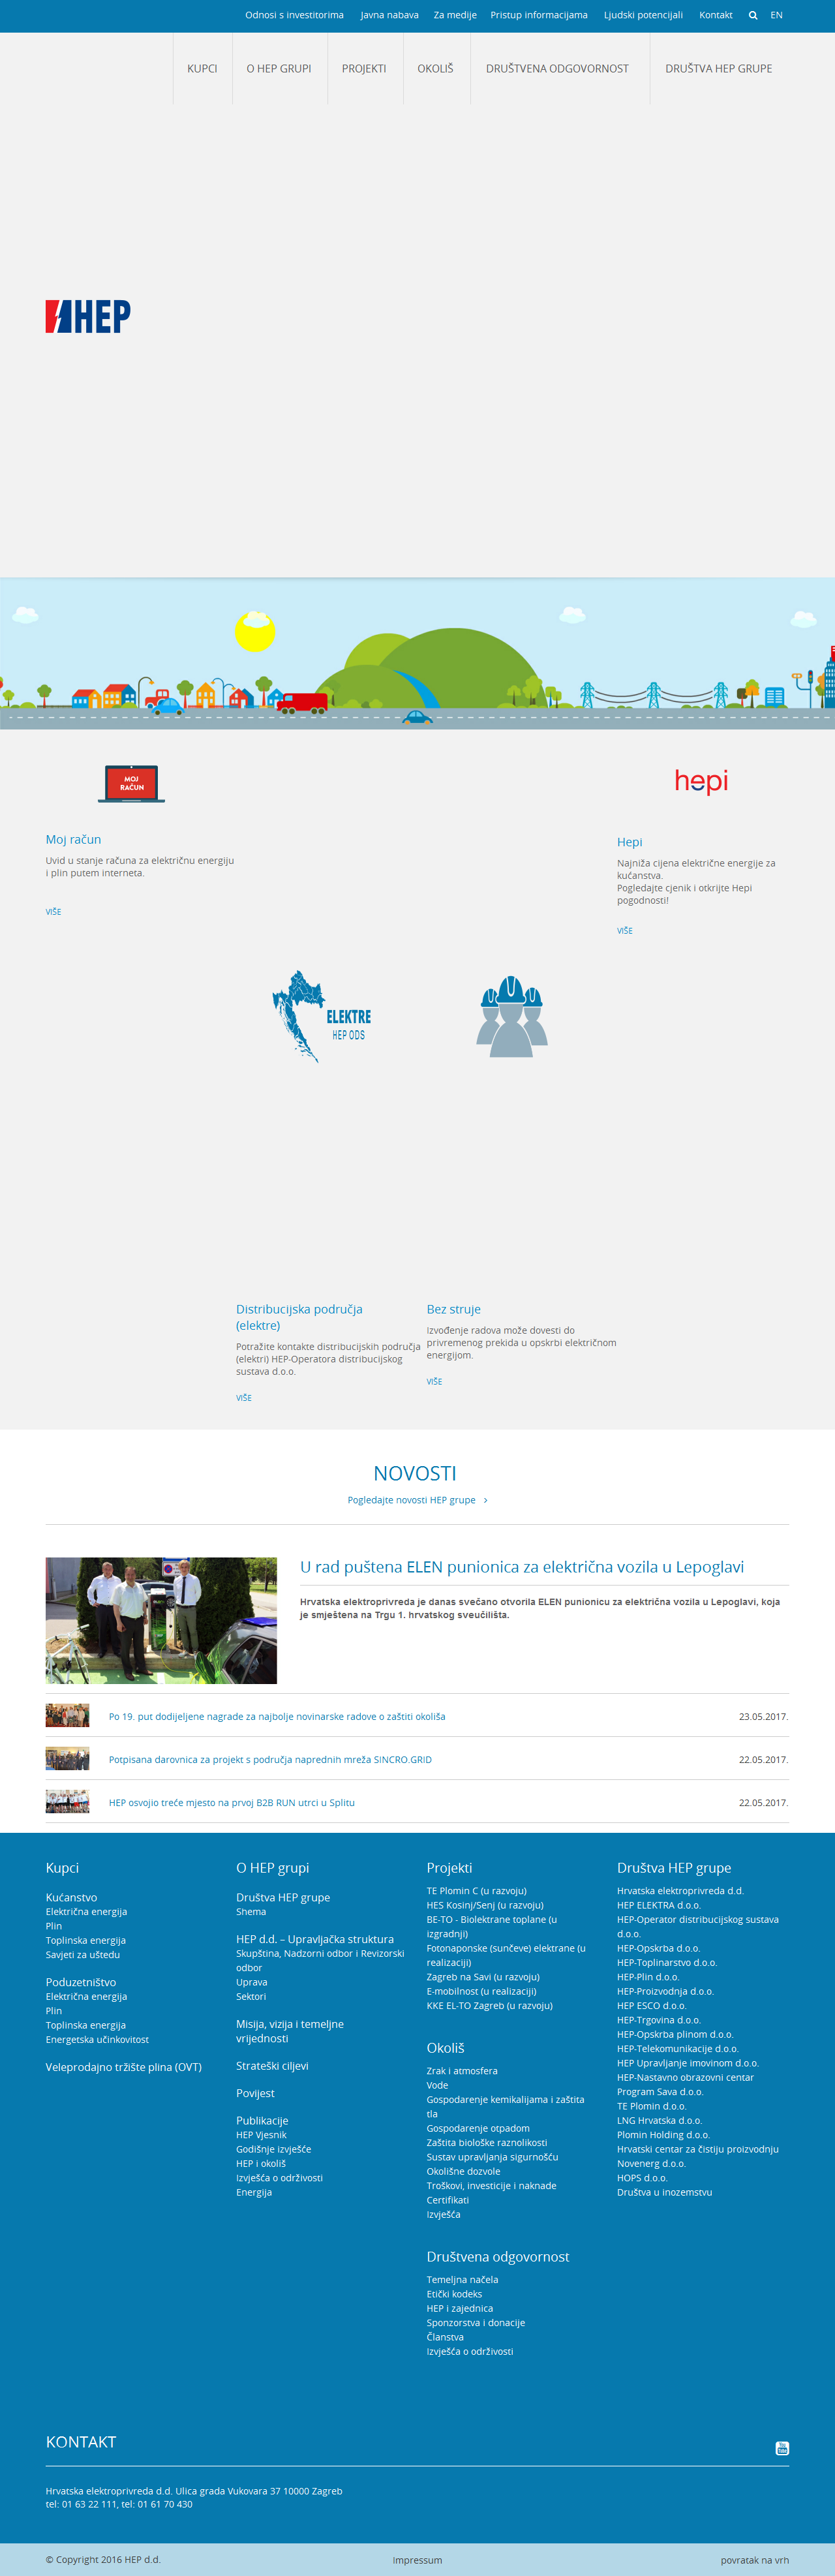 Odnosi s investitorima Javna nabava Za medije Pristup informacijama Ljudski potencijali Kontakt EN
KUPCI O HEP GRUPI PROJEKTI OKOLIŠ DRUŠTVENA ODGOVORNOST DRUŠTVA HEP GRUPE
HEP
MOJ
RAČUN
Moj račun
Uvid u stanje računa za električnu energiju
i plin putem interneta.
VIŠE
hepi
Hepi
Najniža cijena električne energije za
kućanstva.
Pogledajte cjenik i otkrijte Hepi
pogodnosti!
VIŠE
ELEKTRE
HEP ODS
Distribucijska područja
(elektre)
Potražite kontakte distribucijskih područja
(elektri) HEP-Operatora distribucijskog
sustava d.o.o.
VIŠE
Bez struje
Izvođenje radova može dovesti do
privremenog prekida u opskrbi električnom
energijom.
VIŠE
NOVOSTI
Pogledajte novosti HEP grupe
U rad puštena ELEN punionica za električna vozila u Lepoglavi
Hrvatska elektroprivreda je danas svečano otvorila ELEN punionicu za električna vozila u Lepoglavi, koja
je smještena na Trgu 1. hrvatskog sveučilišta.
Po 19. put dodijeljene nagrade za najbolje novinarske radove o zaštiti okoliša 23.05.2017.
Potpisana darovnica za projekt s područja naprednih mreža SINCRO.GRID 22.05.2017.
HEP osvojio treće mjesto na prvoj B2B RUN utrci u Splitu 22.05.2017.
Kupci
Kućanstvo
Električna energija
Plin
Toplinska energija
Savjeti za uštedu
Poduzetništvo
Električna energija
Plin
Toplinska energija
Energetska učinkovitost
Veleprodajno tržište plina (OVT)
O HEP grupi
Društva HEP grupe
Shema
HEP d.d. – Upravljačka struktura
Skupština, Nadzorni odbor i Revizorski
odbor
Uprava
Sektori
Misija, vizija i temeljne
vrijednosti
Strateški ciljevi
Povijest
Publikacije
HEP Vjesnik
Godišnje izvješće
HEP i okoliš
Izvješća o održivosti
Energija
Projekti
TE Plomin C (u razvoju)
HES Kosinj/Senj (u razvoju)
BE-TO - Biolektrane toplane (u
izgradnji)
Fotonaponske (sunčeve) elektrane (u
realizaciji)
Zagreb na Savi (u razvoju)
E-mobilnost (u realizaciji)
KKE EL-TO Zagreb (u razvoju)
Okoliš
Zrak i atmosfera
Vode
Gospodarenje kemikalijama i zaštita
tla
Gospodarenje otpadom
Zaštita biološke raznolikosti
Sustav upravljanja sigurnošću
Okolišne dozvole
Troškovi, investicije i naknade
Certifikati
Izvješća
Društvena odgovornost
Temeljna načela
Etički kodeks
HEP i zajednica
Sponzorstva i donacije
Članstva
Izvješća o održivosti
Društva HEP grupe
Hrvatska elektroprivreda d.d.
HEP ELEKTRA d.o.o.
HEP-Operator distribucijskog sustava
d.o.o.
HEP-Opskrba d.o.o.
HEP-Toplinarstvo d.o.o.
HEP-Plin d.o.o.
HEP-Proizvodnja d.o.o.
HEP ESCO d.o.o.
HEP-Trgovina d.o.o.
HEP-Opskrba plinom d.o.o.
HEP-Telekomunikacije d.o.o.
HEP Upravljanje imovinom d.o.o.
HEP-Nastavno obrazovni centar
Program Sava d.o.o.
TE Plomin d.o.o.
LNG Hrvatska d.o.o.
Plomin Holding d.o.o.
Hrvatski centar za čistiju proizvodnju
Novenerg d.o.o.
HOPS d.o.o.
Društva u inozemstvu
KONTAKT
You
Tube
Hrvatska elektroprivreda d.d. Ulica grada Vukovara 37 10000 Zagreb
tel: 01 63 22 111, tel: 01 61 70 430
© Copyright 2016 HEP d.d. Impressum povratak na vrh